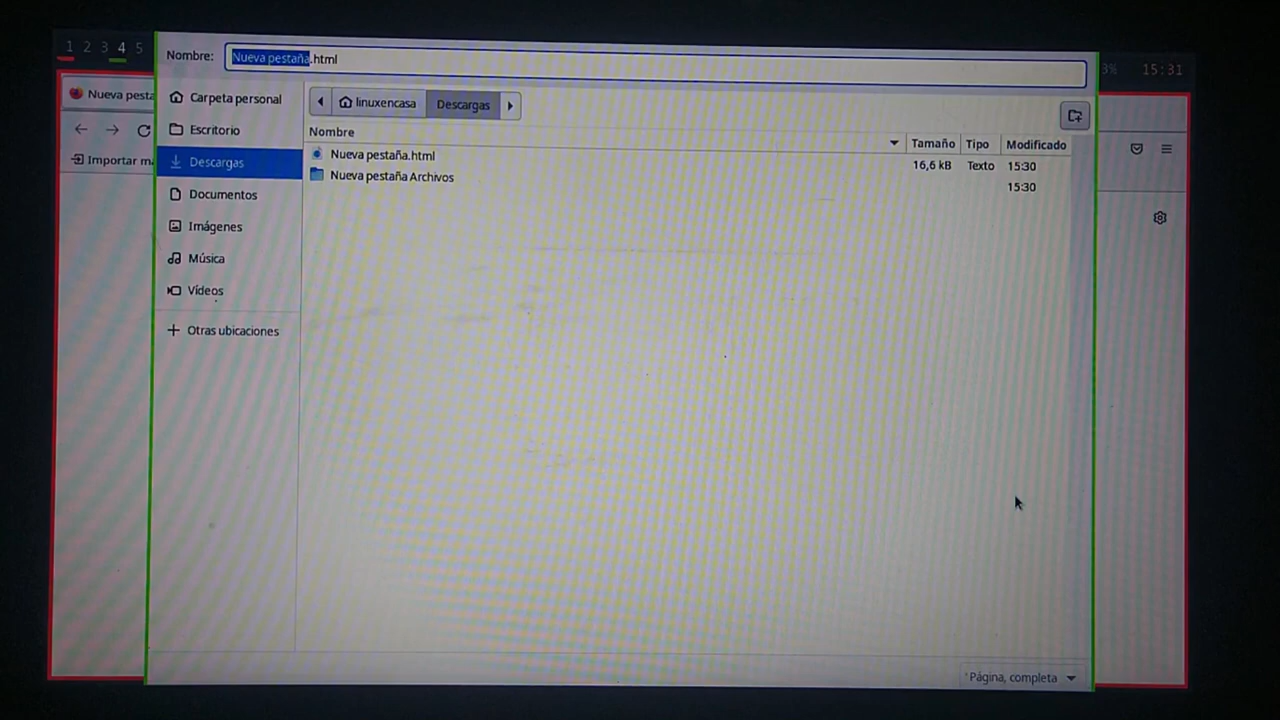 1 2 3 4 5
3% 15:31
Nombre: Nueva pestaña.html
Nueva pesta
Importar m
Carpeta personal
Escritorio
Descargas
Documentos
Imágenes
Música
Vídeos
Otras ubicaciones
linuxencasa Descargas
Nombre Tamaño Tipo Modificado
Nueva pestaña.html 16,6 kB Texto 15:30
Nueva pestaña Archivos 15:30
Página, completa